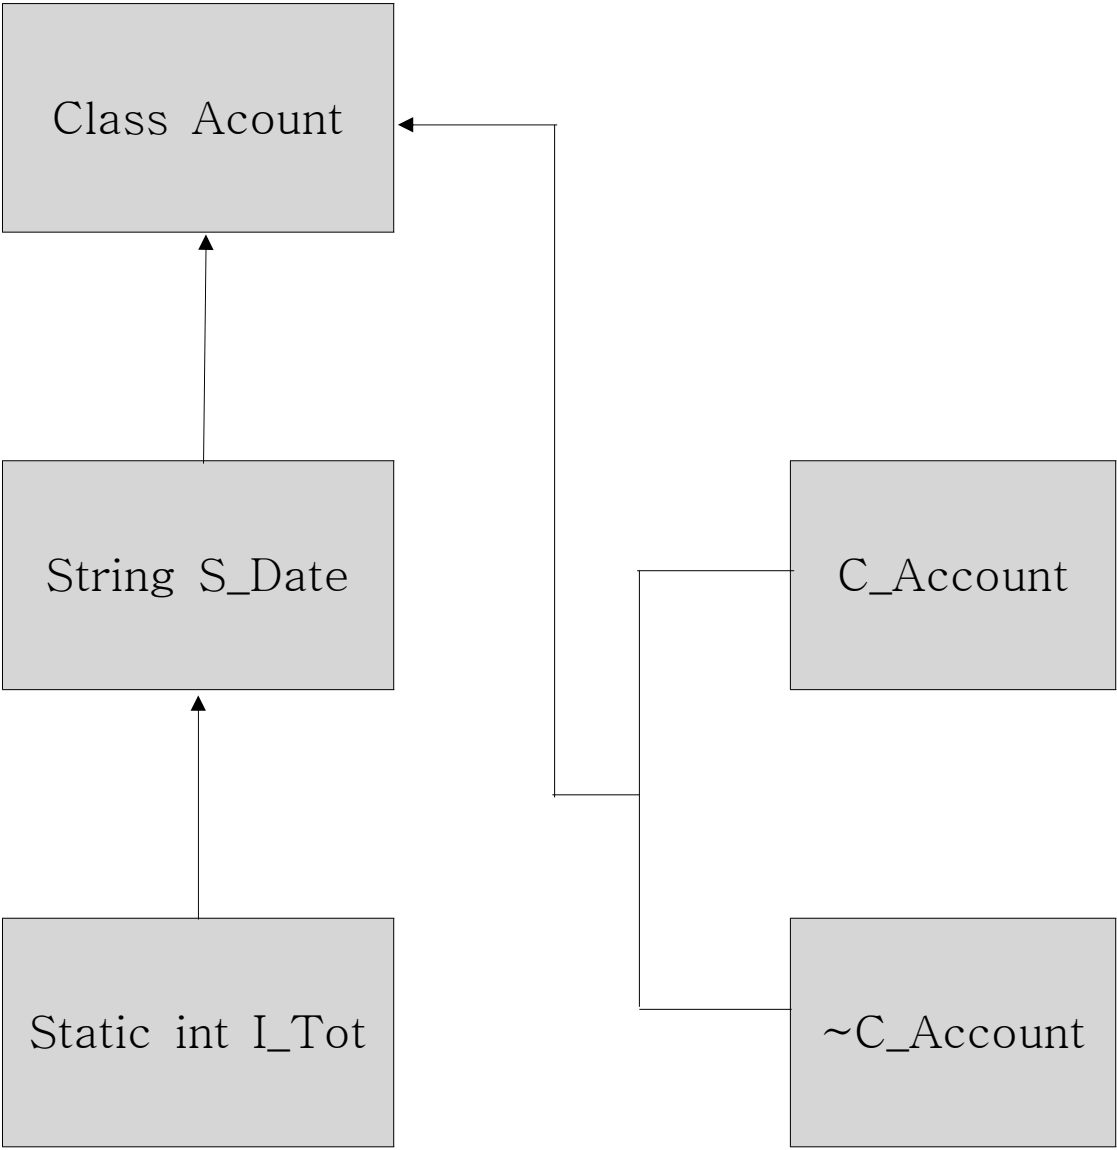 Class Acount
String S_Date
C_Account
Static int I_Tot
~C_Account